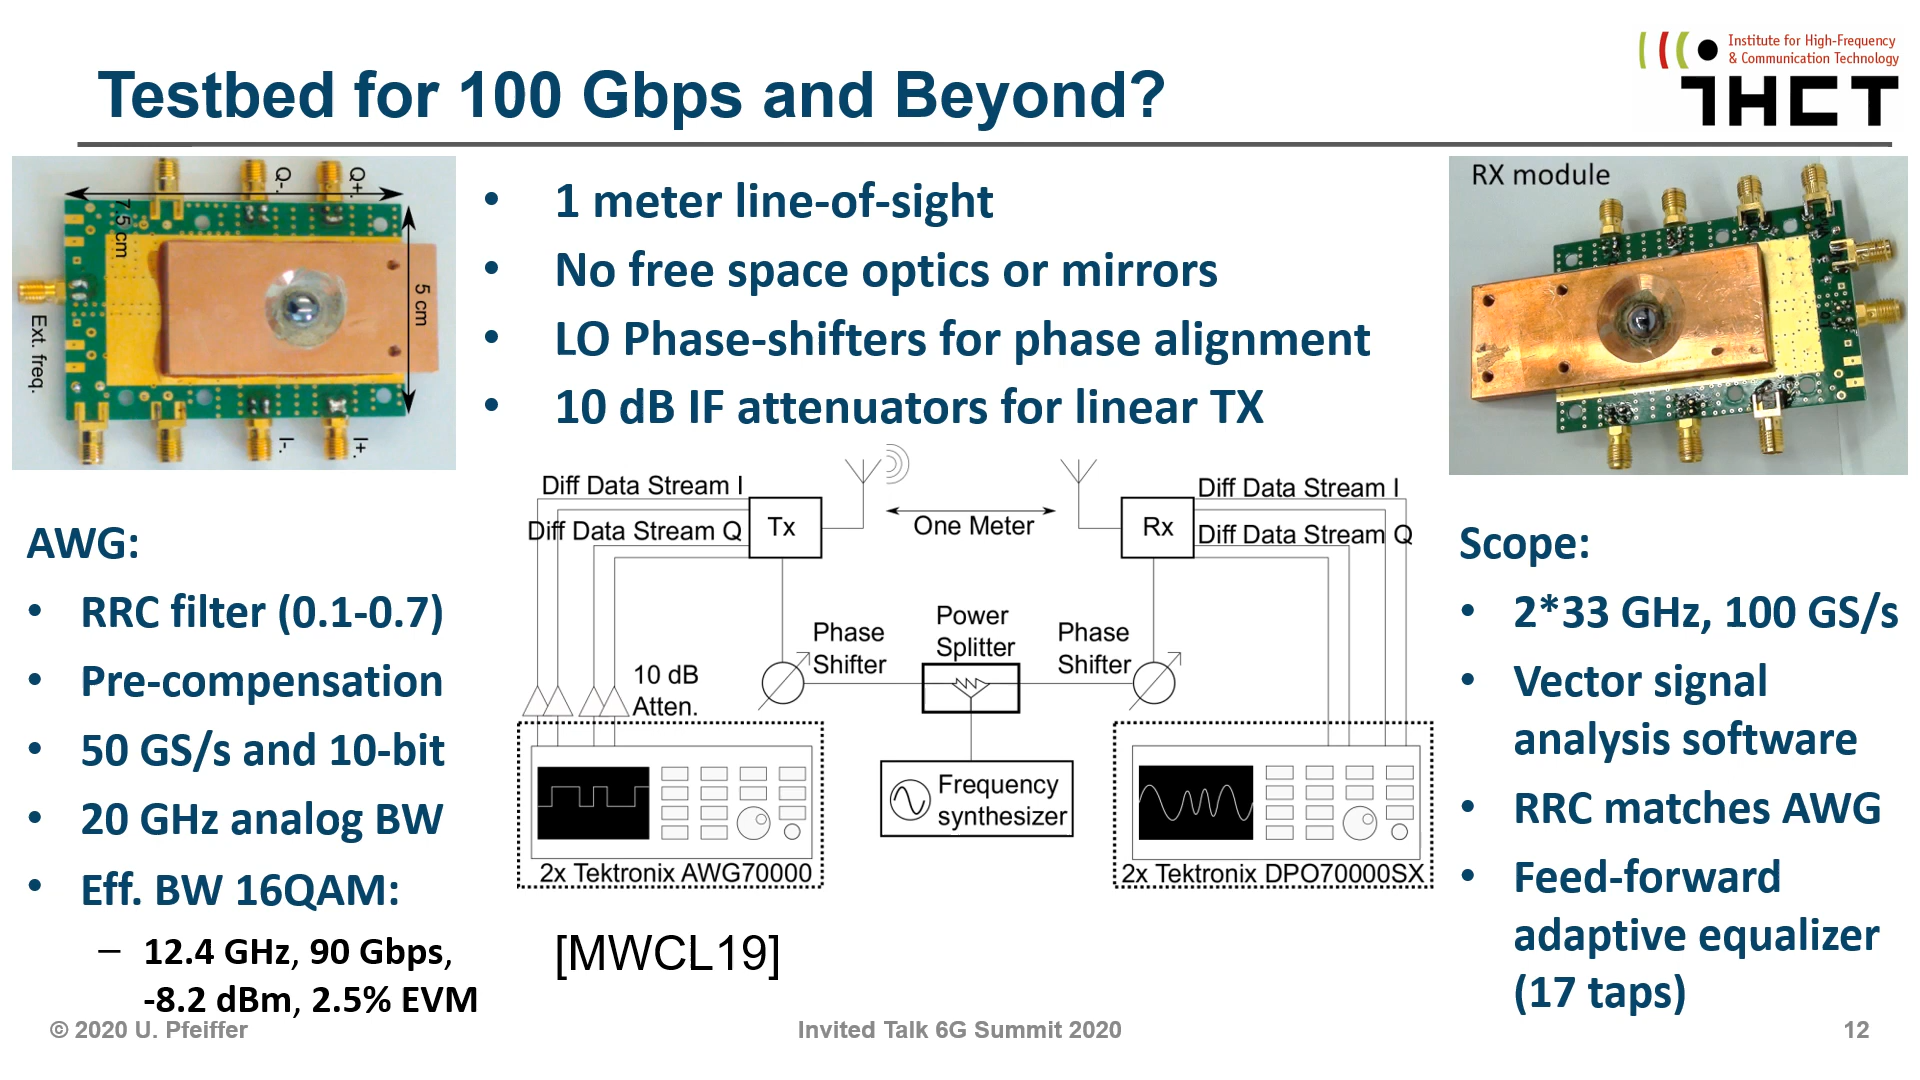 Institute for High-Frequency
& Communication Technology
IHCT
Testbed for 100 Gbps and Beyond?
Q-.
Q+.
7.5 cm
5 cm
Ext. freq.
I-.
I+.
• 1 meter line-of-sight
• No free space optics or mirrors
• LO Phase-shifters for phase alignment
• 10 dB IF attenuators for linear TX
RX module
AWG:
• RRC filter (0.1-0.7)
• Pre-compensation
• 50 GS/s and 10-bit
• 20 GHz analog BW
• Eff. BW 16QAM:
– 12.4 GHz, 90 Gbps,
-8.2 dBm, 2.5% EVM
Diff Data Stream I
Diff Data Stream Q
Tx
One Meter
Rx
Diff Data Stream I
Diff Data Stream Q
Phase
Shifter
Power
Splitter
Phase
Shifter
10 dB
Atten.
Frequency
synthesizer
2x Tektronix AWG70000
2x Tektronix DPO70000SX
[MWCL19]
Scope:
• 2*33 GHz, 100 GS/s
• Vector signal
analysis software
• RRC matches AWG
• Feed-forward
adaptive equalizer
(17 taps)
© 2020 U. Pfeiffer
Invited Talk 6G Summit 2020
12